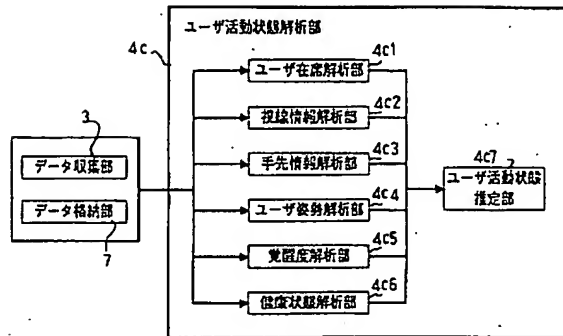 4c
ユーザ活動状態解析部
4c1
ユーザ在席解析部
4c2
視線情報解析部
3
4c3
データ収集部
手先情報解析部
4c7
ユーザ活動状態
推定部
4c4
データ格納部
ユーザ姿勢解析部
7
4c5
覚醒度解析部
4c6
健康状態解析部